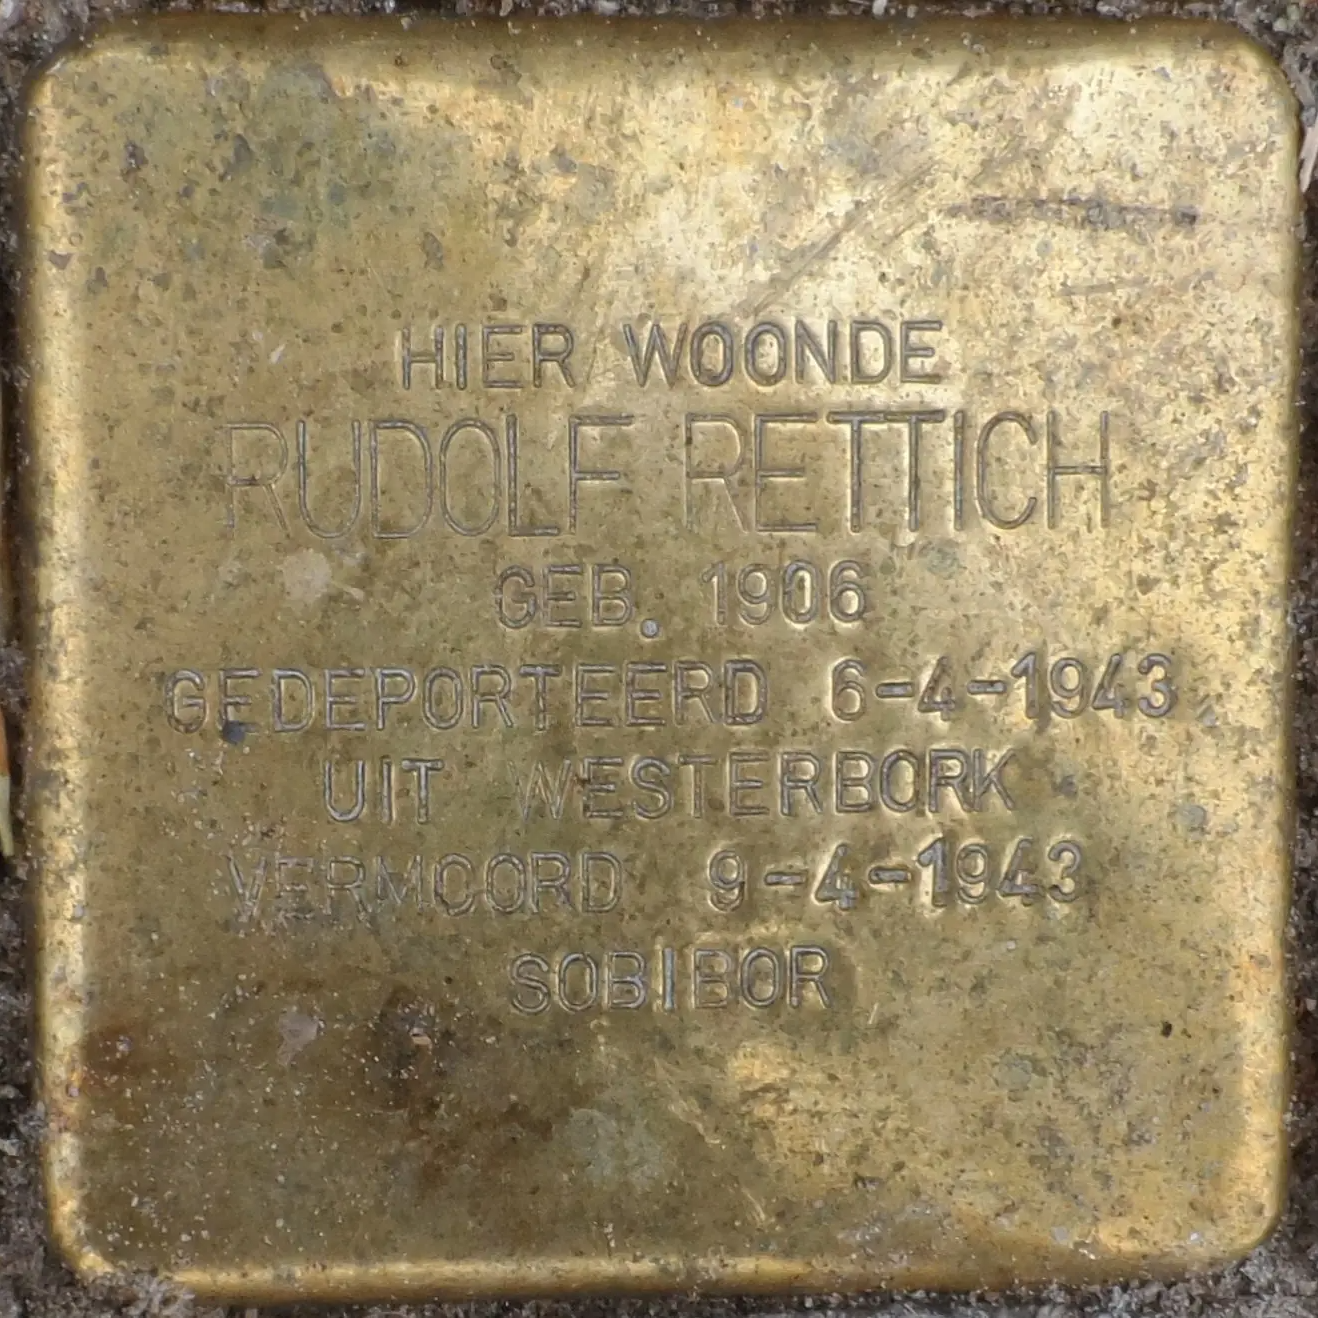 HIER WOONDE
RUDOLF RETTICH
GEB. 1906
GEDEPORTEERD 6-4-1943
UIT WESTERBORK
VERMOORD 9-4-1943
SOBIBOR